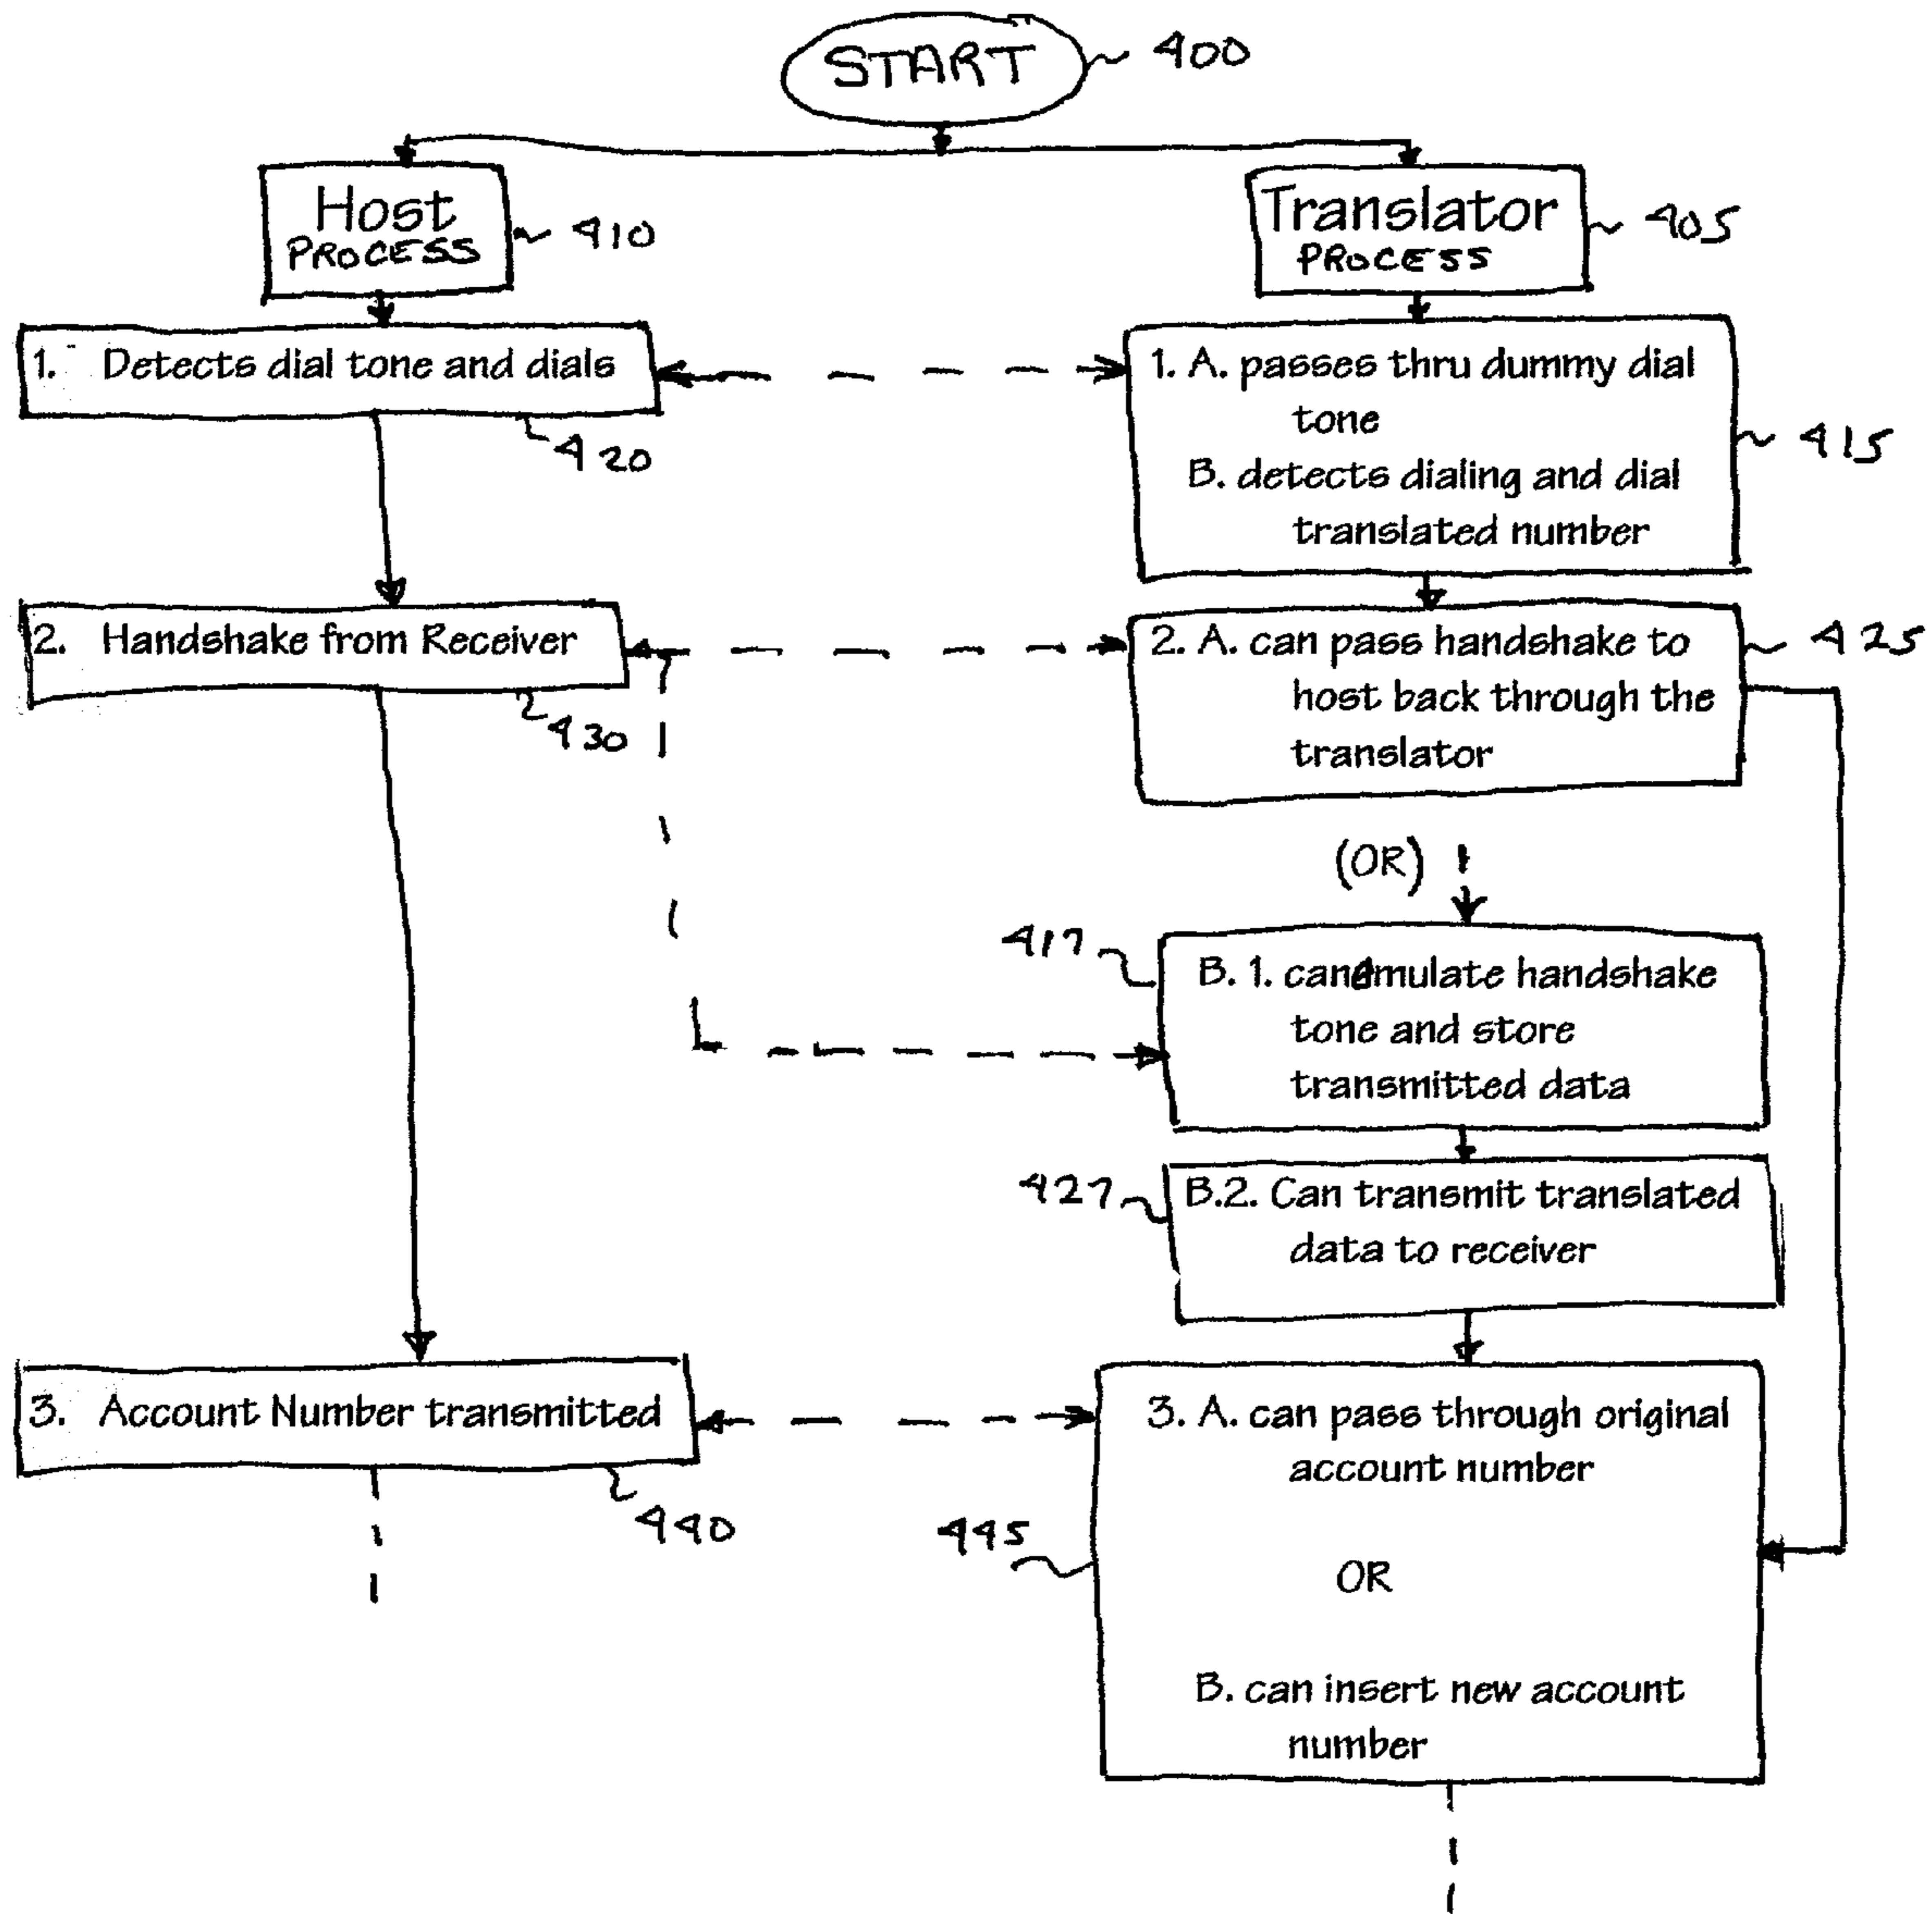 START
400
Host
PROCESS
410
Translator
PROCESS
405
1. Detects dial tone and dials
420
1. A. passes thru dummy dial
tone
B. detects dialing and dial
translated number
415
2. Handshake from Receiver
430
2. A. can pass handshake to
host back through the
translator
425
(OR)
417
B. 1. can emulate handshake
tone and store
transmitted data
427
B.2. Can transmit translated
data to receiver
3. Account Number transmitted
440
445
3. A. can pass through original
account number
OR
B. can insert new account
number